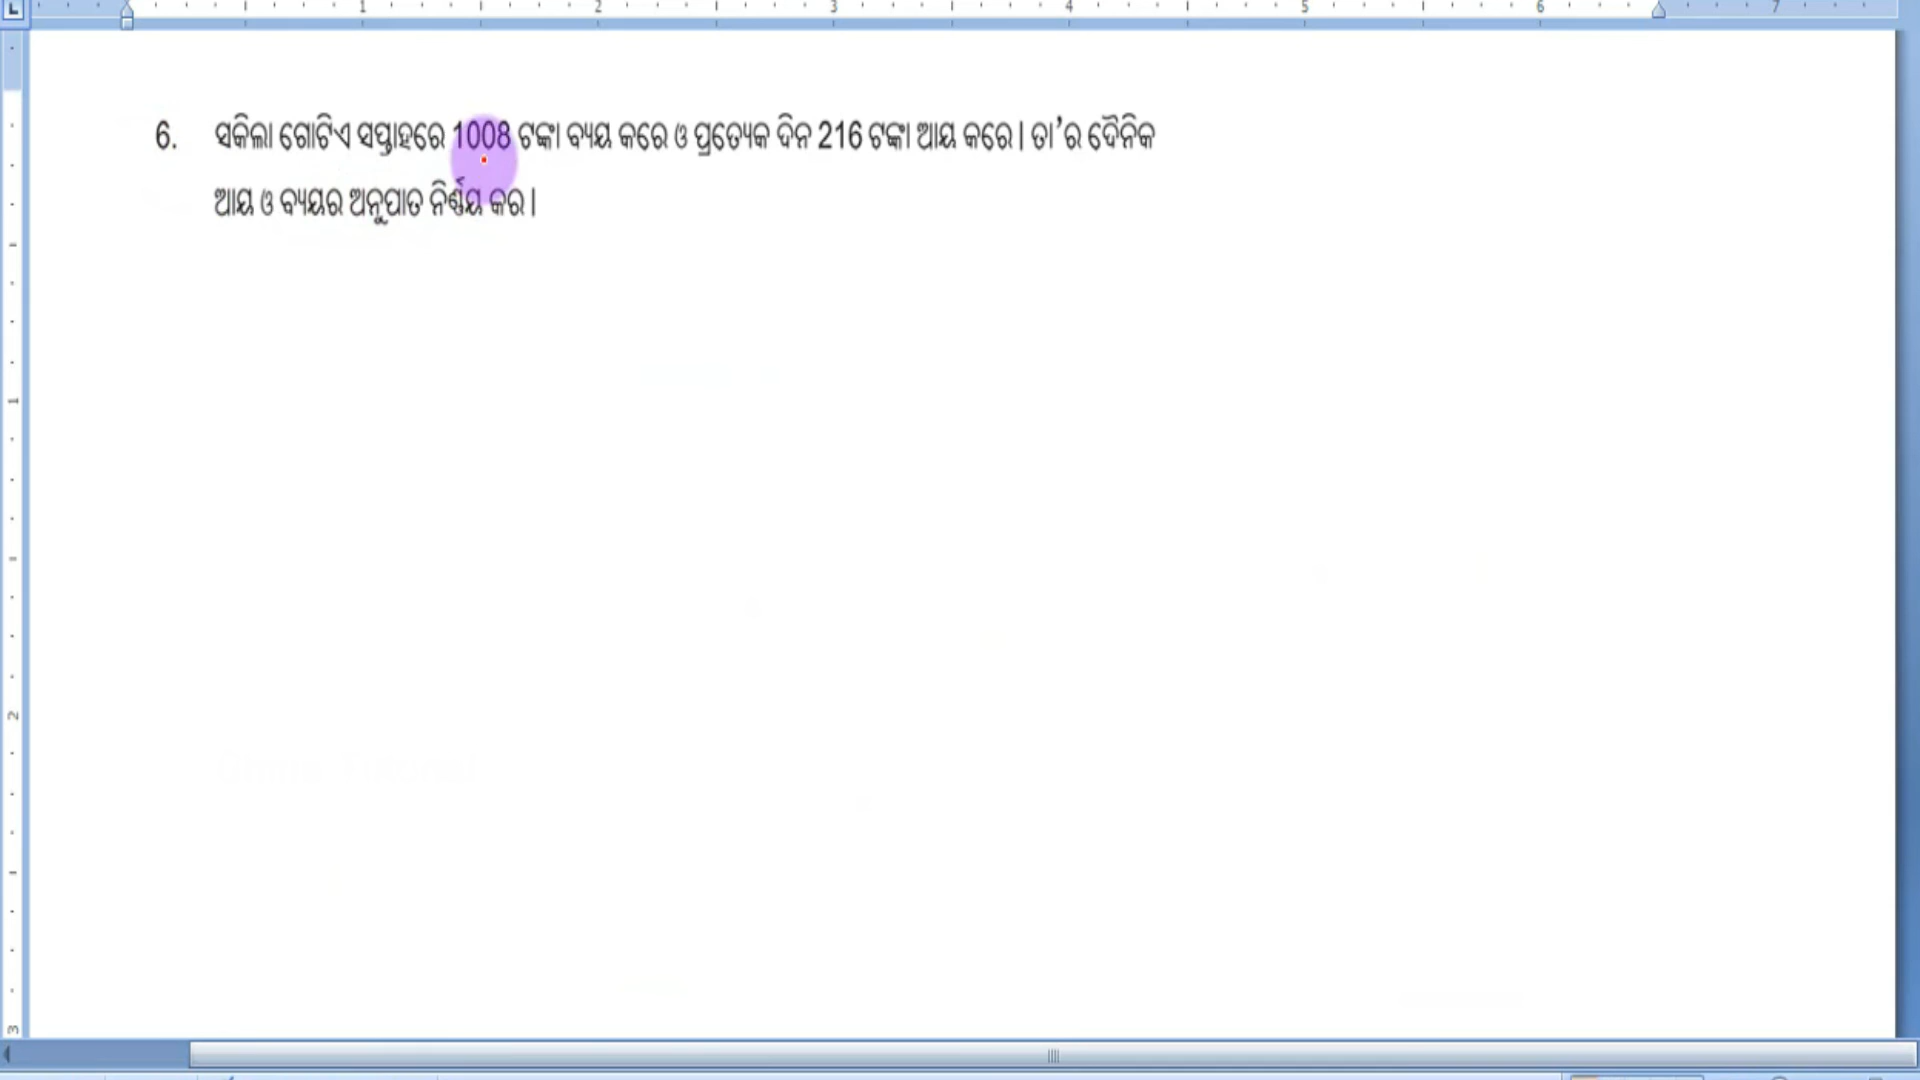 6. ସକିଲା ଗୋଟିଏ ସପ୍ତାହରେ 1008 ଟଙ୍କା ବ୍ୟୟ କରେ ଓ ପ୍ରତ୍ୟେକ ଦିନ 216 ଟଙ୍କା ଆୟ କରେ । ତା’ର ଦୈନିକ
ଆୟ ଓ ବ୍ୟୟର ଅନୁପାତ ନିର୍ଣ୍ଣୟ କର ।